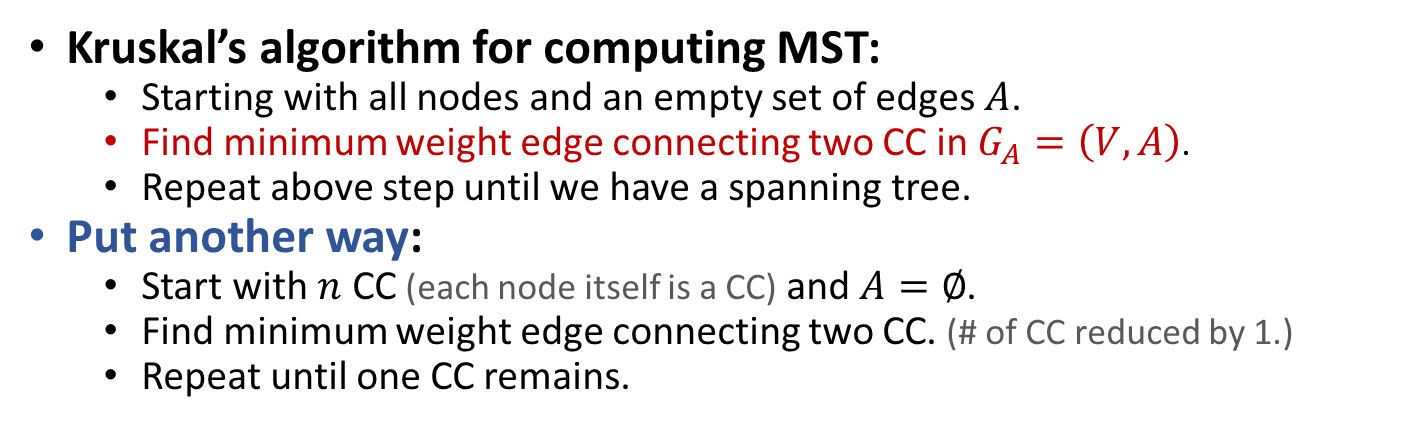 • Kruskal's algorithm for computing MST:
• Starting with all nodes and an empty set of edges A.
• Find minimum weight edge connecting two CC in G_A = (V, A).
• Repeat above step until we have a spanning tree.
• Put another way:
• Start with n CC (each node itself is a CC) and A = ∅.
• Find minimum weight edge connecting two CC. (# of CC reduced by 1.)
• Repeat until one CC remains.